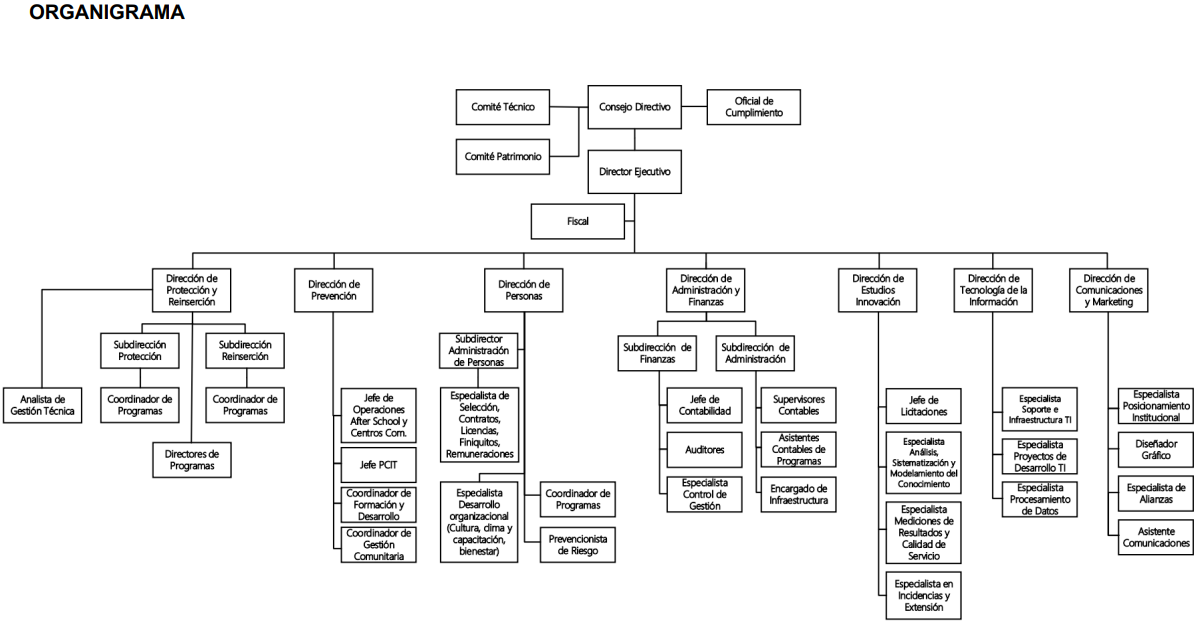 ORGANIGRAMA
Comité Técnico
Consejo Directivo
Oficial de
Cumplimiento
Comité Patrimonio
Director Ejecutivo
Fiscal
Dirección de
Protección y
Reinserción
Dirección de
Prevención
Dirección de
Personas
Dirección de
Administración y
Finanzas
Dirección de
Estudios
Innovación
Dirección de
Tecnología de la
Información
Dirección de
Comunicaciones
y Marketing
Subdirección
Protección
Subdirección
Reinserción
Subdirector
Administración
de Personas
Subdirección de
Finanzas
Subdirección de
Administración
Analista de
Gestión Técnica
Coordinador de
Programas
Coordinador de
Programas
Directores de
Programas
Jefe de
Operaciones
After School y
Centros Com.
Jefe PCIT
Coordinador de
Formación y
Desarrollo
Coordinador de
Gestión
Comunitaria
Especialista de
Selección,
Contratos,
Licencias,
Finiquitos,
Remuneraciones
Especialista
Desarrollo
organizacional
(Cultura, clima y
capacitación,
bienestar)
Coordinador de
Programas
Prevencionista
de Riesgo
Jefe de
Contabilidad
Auditores
Especialista
Control de
Gestión
Supervisores
Contables
Asistentes
Contables de
Programas
Encargado de
Infraestructura
Jefe de
Licitaciones
Especialista
Análisis,
Sistematización y
Modelamiento del
Conocimiento
Especialista
Mediciones de
Resultados y
Calidad de
Servicio
Especialista en
Incidencias y
Extensión
Especialista
Soporte e
Infraestructura TI
Especialista
Proyectos de
Desarrollo TI
Especialista
Procesamiento
de Datos
Especialista
Posicionamiento
Institucional
Diseñador
Gráfico
Especialista de
Alianzas
Asistente
Comunicaciones